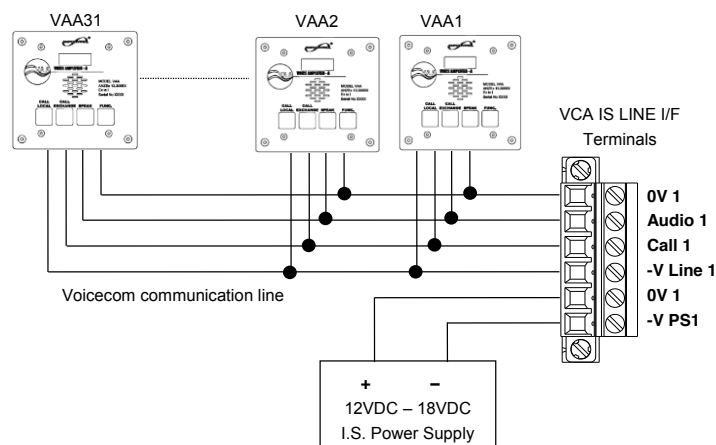 VAA31
VAA2
VAA1
CALL LOCAL
CALL EXCHANGE
SPEAK
FUNC.
CALL LOCAL
CALL EXCHANGE
SPEAK
FUNC.
CALL LOCAL
CALL EXCHANGE
SPEAK
FUNC.
VCA IS LINE I/F
Terminals
0V 1
Audio 1
Call 1
-V Line 1
0V 1
-V PS1
Voicecom communication line
+ –
12VDC – 18VDC
I.S. Power Supply